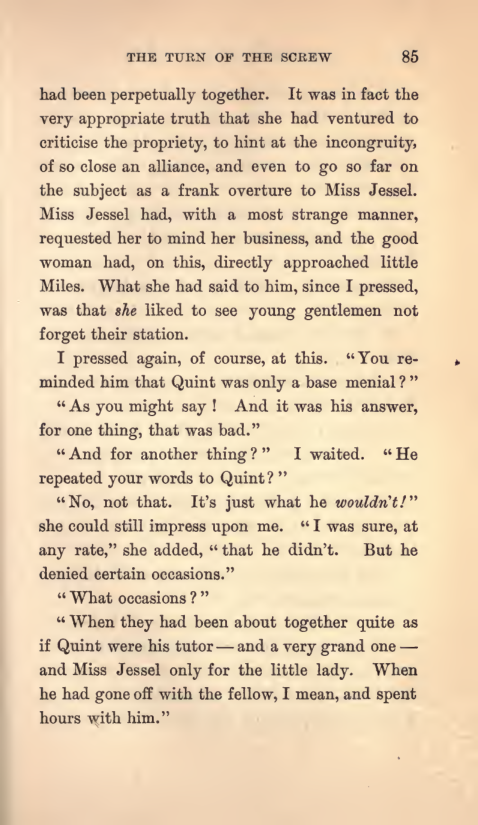 THE TURN OF THE SCREW 85
had been perpetually together. It was in fact the
very appropriate truth that she had ventured to
criticise the propriety, to hint at the incongruity,
of so close an alliance, and even to go so far on
the subject as a frank overture to Miss Jessel.
Miss Jessel had, with a most strange manner,
requested her to mind her business, and the good
woman had, on this, directly approached little
Miles. What she had said to him, since I pressed,
was that she liked to see young gentlemen not
forget their station.
I pressed again, of course, at this. “You re-
minded him that Quint was only a base menial?”
“As you might say! And it was his answer,
for one thing, that was bad.”
“And for another thing?” I waited. “He
repeated your words to Quint?”
“No, not that. It's just what he wouldn't!”
she could still impress upon me. “I was sure, at
any rate,” she added, “that he didn't. But he
denied certain occasions.”
“What occasions?”
“When they had been about together quite as
if Quint were his tutor — and a very grand one —
and Miss Jessel only for the little lady. When
he had gone off with the fellow, I mean, and spent
hours with him.”